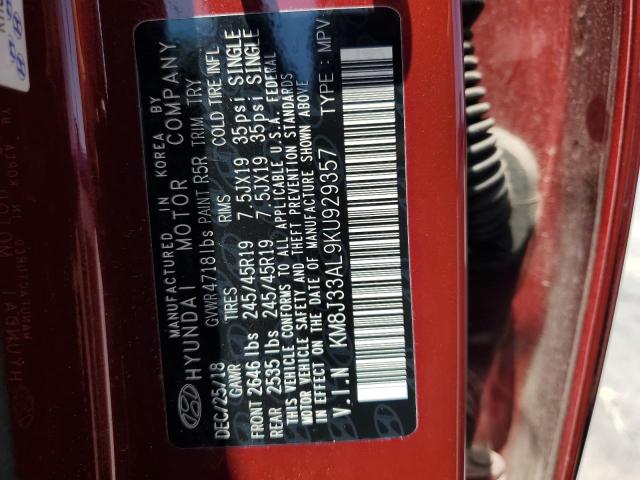 MANUFACTURED IN KOREA BY
HYUNDAI MOTOR COMPANY
DEC/25/18 GVWR 4718lbs PAINT R5R TRIM TRY
GAWR TIRES RIMS COLD TIRE INFL
FRONT 2646 lbs 245/45R19 7.5JX19 35psi SINGLE
REAR 2535 lbs 245/45R19 7.5JX19 35psi SINGLE
THIS VEHICLE CONFORMS TO ALL APPLICABLE U.S.A. FEDERAL
MOTOR VEHICLE SAFETY AND THEFT PREVENTION STANDARDS
IN EFFECT ON THE DATE OF MANUFACTURE SHOWN ABOVE
V.I.N KM8J33AL9KU929357 TYPE : MPV